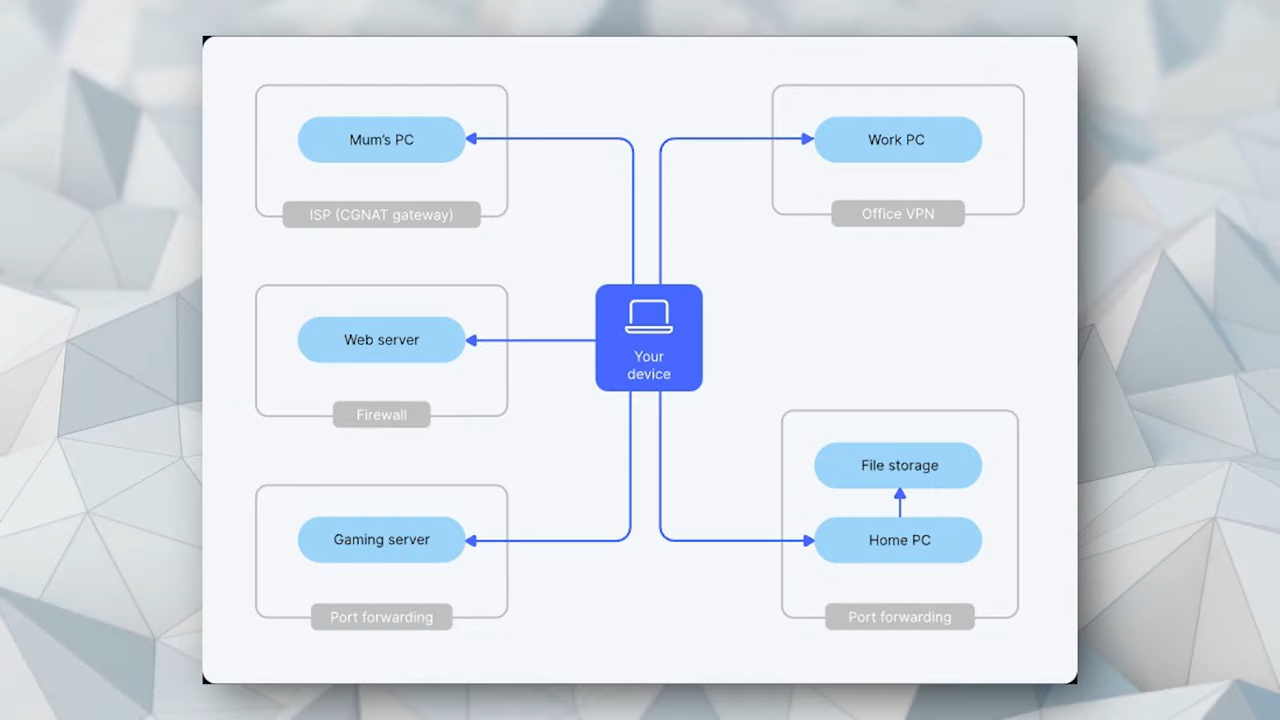 Mum's PC
ISP (CGNAT gateway)
Work PC
Office VPN
Web server
Firewall
Your
device
Gaming server
Port forwarding
File storage
Home PC
Port forwarding